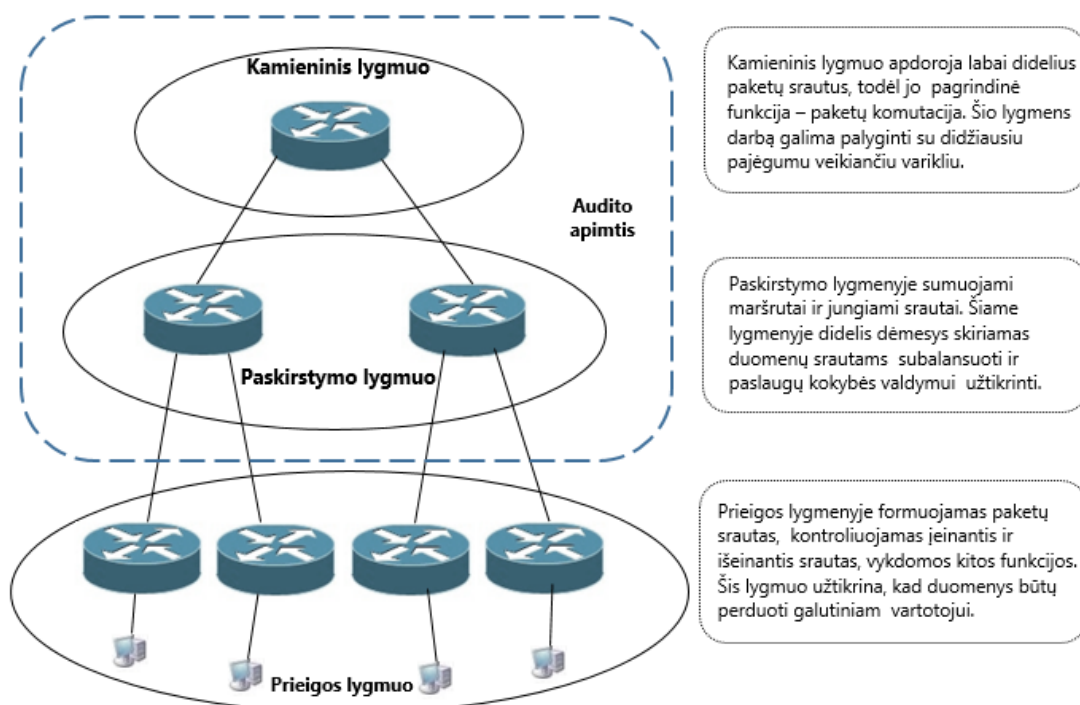 Kamieninis lygmuo
Kamieninis lygmuo apdoroja labai didelius
paketų srautus, todėl jo pagrindinė
funkcija – paketų komutacija. Šio lygmens
darbą galima palyginti su didžiausiu
pajėgumu veikiančiu varikliu.
Audito
apimtis
Paskirstymo lygmuo
Paskirstymo lygmenyje sumuojami
maršrutai ir jungiami srautai. Šiame
lygmenyje didelis dėmesys skiriamas
duomenų srautams subalansuoti ir
paslaugų kokybės valdymui užtikrinti.
Prieigos lygmenyje formuojamas paketų
srautas, kontroliuojamas įeinantis ir
išeinantis srautas, vykdomos kitos funkcijos.
Šis lygmuo užtikrina, kad duomenys būtų
perduoti galutiniam vartotojui.
Prieigos lygmuo